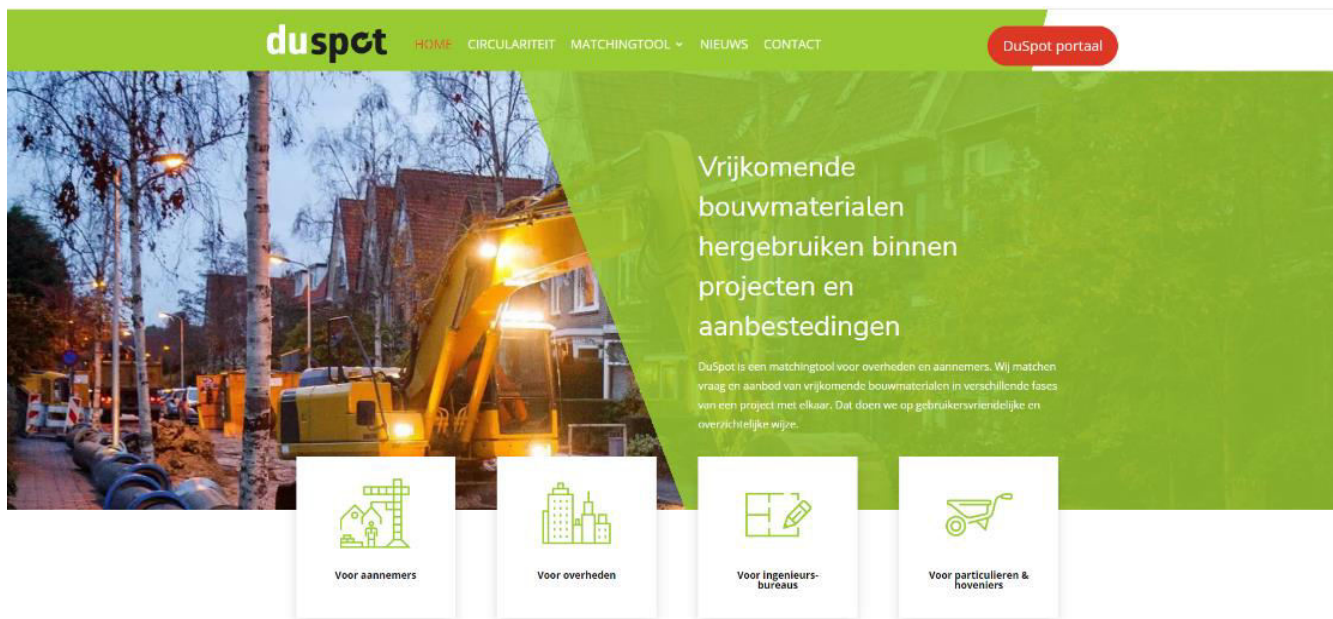 duspot
HOME CIRCULARITEIT MATCHINGTOOL NIEUWS CONTACT
DuSpot portaal
Vrijkomende
bouwmaterialen
hergebruiken binnen
projecten en
aanbestedingen
DuSpot is een matchingtool voor overheden en aannemers. Wij matchen
vraag en aanbod van vrijkomende bouwmaterialen in verschillende fases
van een project met elkaar. Dat doen we op gebruikersvriendelijke en
overzichtelijke wijze.
Voor aannemers
Voor overheden
Voor ingenieurs-
bureaus
Voor particulieren &
hoveniers